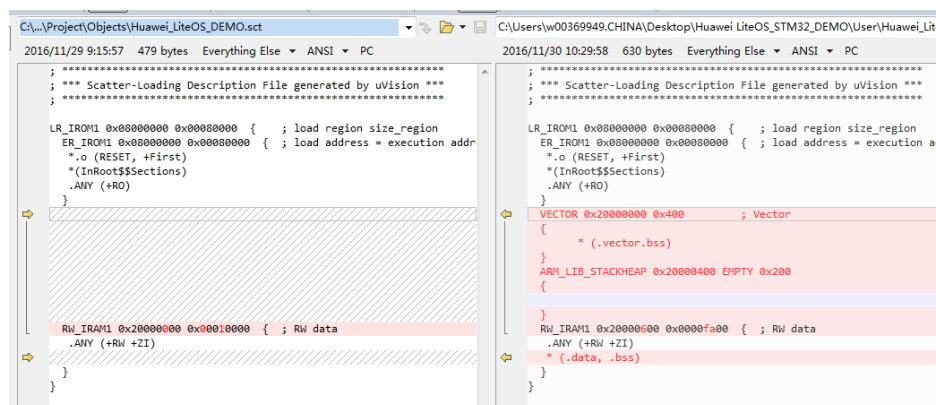 C:\...\Project\Objects\Huawei_LiteOS_DEMO.sct
2016/11/29 9:15:57 479 bytes Everything Else ▾ ANSI ▾ PC
; *************************************************************
; *** Scatter-Loading Description File generated by uVision ***
; *************************************************************
LR_IROM1 0x08000000 0x00080000 { ; load region size_region
ER_IROM1 0x08000000 0x00080000 { ; load address = execution addr
*.o (RESET, +First)
*(InRoot$$Sections)
.ANY (+RO)
}
RW_IRAM1 0x20000000 0x00010000 { ; RW data
.ANY (+RW +ZI)
}
}
C:\Users\w00369949.CHINA\Desktop\Huawei LiteOS_STM32_DEMO\User\Huawei_Lit
2016/11/30 10:29:58 630 bytes Everything Else ▾ ANSI ▾ PC
; *************************************************************
; *** Scatter-Loading Description File generated by uVision ***
; *************************************************************
LR_IROM1 0x08000000 0x00080000 { ; load region size_region
ER_IROM1 0x08000000 0x00080000 { ; load address = execution a
*.o (RESET, +First)
*(InRoot$$Sections)
.ANY (+RO)
}
VECTOR 0x20000000 0x400 ; Vector
{
* (.vector.bss)
}
ARM_LIB_STACKHEAP 0x20000400 EMPTY 0x200
{
}
RW_IRAM1 0x20000600 0x0000fa00 { ; RW data
.ANY (+RW +ZI)
* (.data, .bss)
}
}